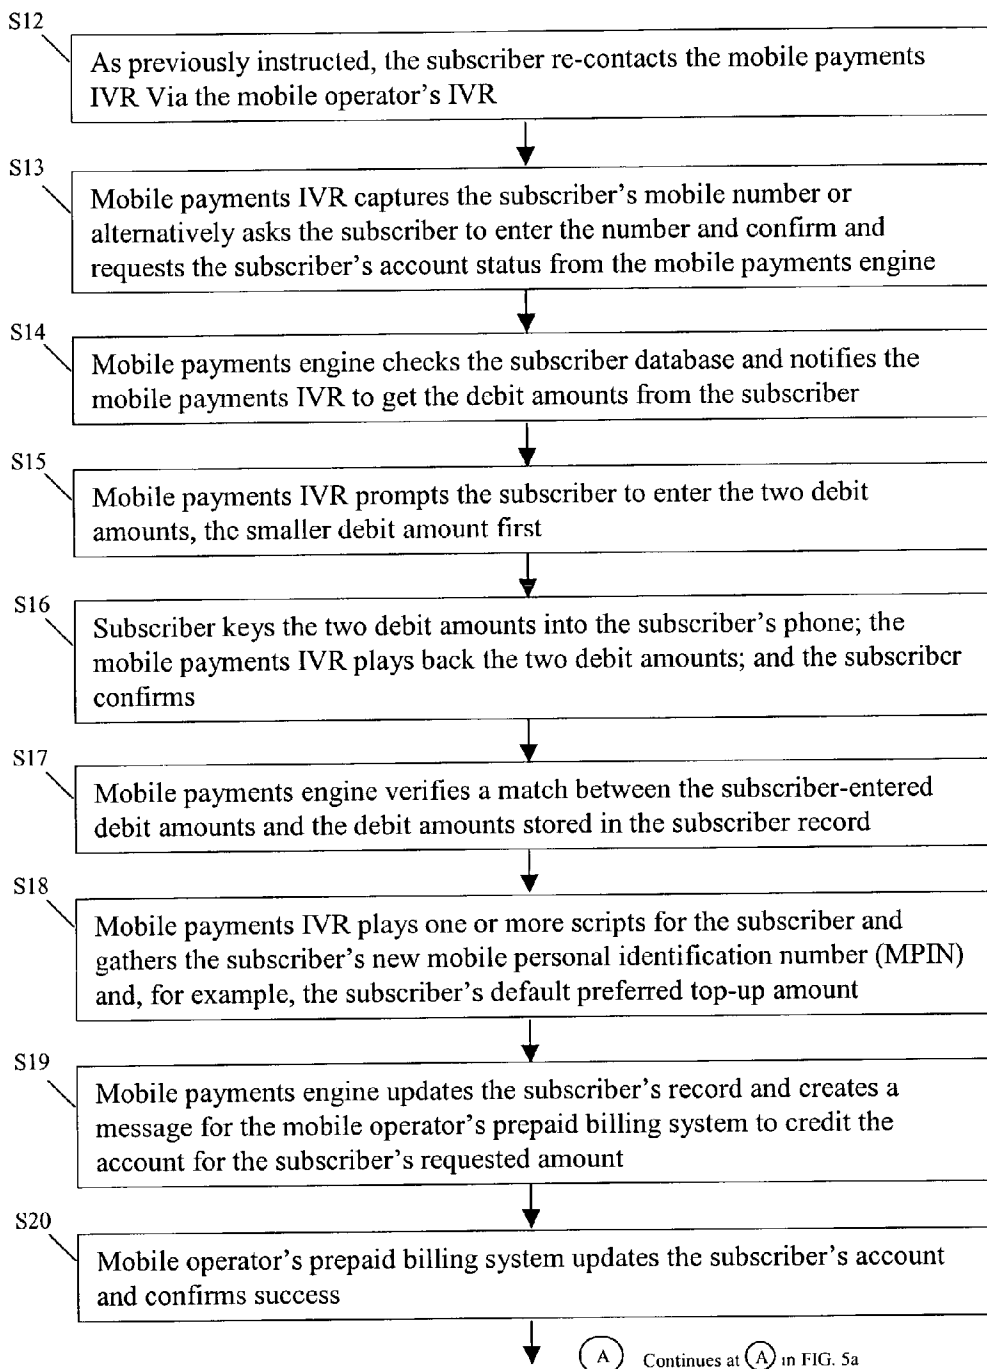 S12
As previously instructed, the subscriber re-contacts the mobile payments
IVR Via the mobile operator's IVR
S13
Mobile payments IVR captures the subscriber's mobile number or
alternatively asks the subscriber to enter the number and confirm and
requests the subscriber's account status from the mobile payments engine
S14
Mobile payments engine checks the subscriber database and notifies the
mobile payments IVR to get the debit amounts from the subscriber
S15
Mobile payments IVR prompts the subscriber to enter the two debit
amounts, the smaller debit amount first
S16
Subscriber keys the two debit amounts into the subscriber's phone; the
mobile payments IVR plays back the two debit amounts; and the subscriber
confirms
S17
Mobile payments engine verifies a match between the subscriber-entered
debit amounts and the debit amounts stored in the subscriber record
S18
Mobile payments IVR plays one or more scripts for the subscriber and
gathers the subscriber's new mobile personal identification number (MPIN)
and, for example, the subscriber's default preferred top-up amount
S19
Mobile payments engine updates the subscriber's record and creates a
message for the mobile operator's prepaid billing system to credit the
account for the subscriber's requested amount
S20
Mobile operator's prepaid billing system updates the subscriber's account
and confirms success
A Continues at A in FIG. 5a